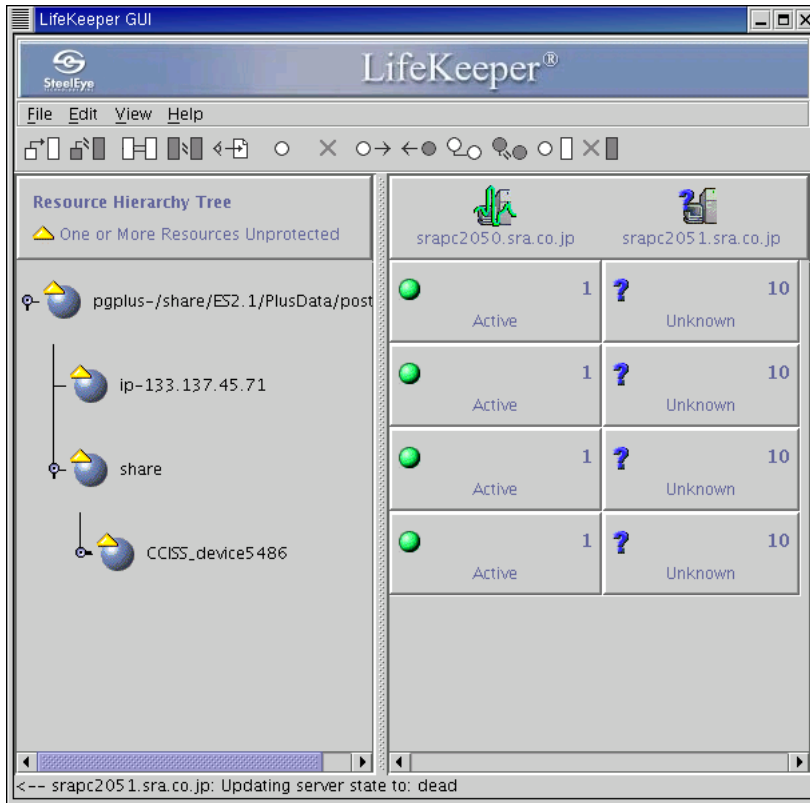 LifeKeeper GUI
SteelEye
LifeKeeper®
File Edit View Help
Resource Hierarchy Tree
One or More Resources Unprotected
srapc2050.sra.co.jp srapc2051.sra.co.jp
pgplus-/share/ES2.1/PlusData/post
1 ? 10
Active Unknown
ip-133.137.45.71
1 ? 10
Active Unknown
share
1 ? 10
Active Unknown
CCISS_device5486
1 ? 10
Active Unknown
<-- srapc2051.sra.co.jp: Updating server state to: dead